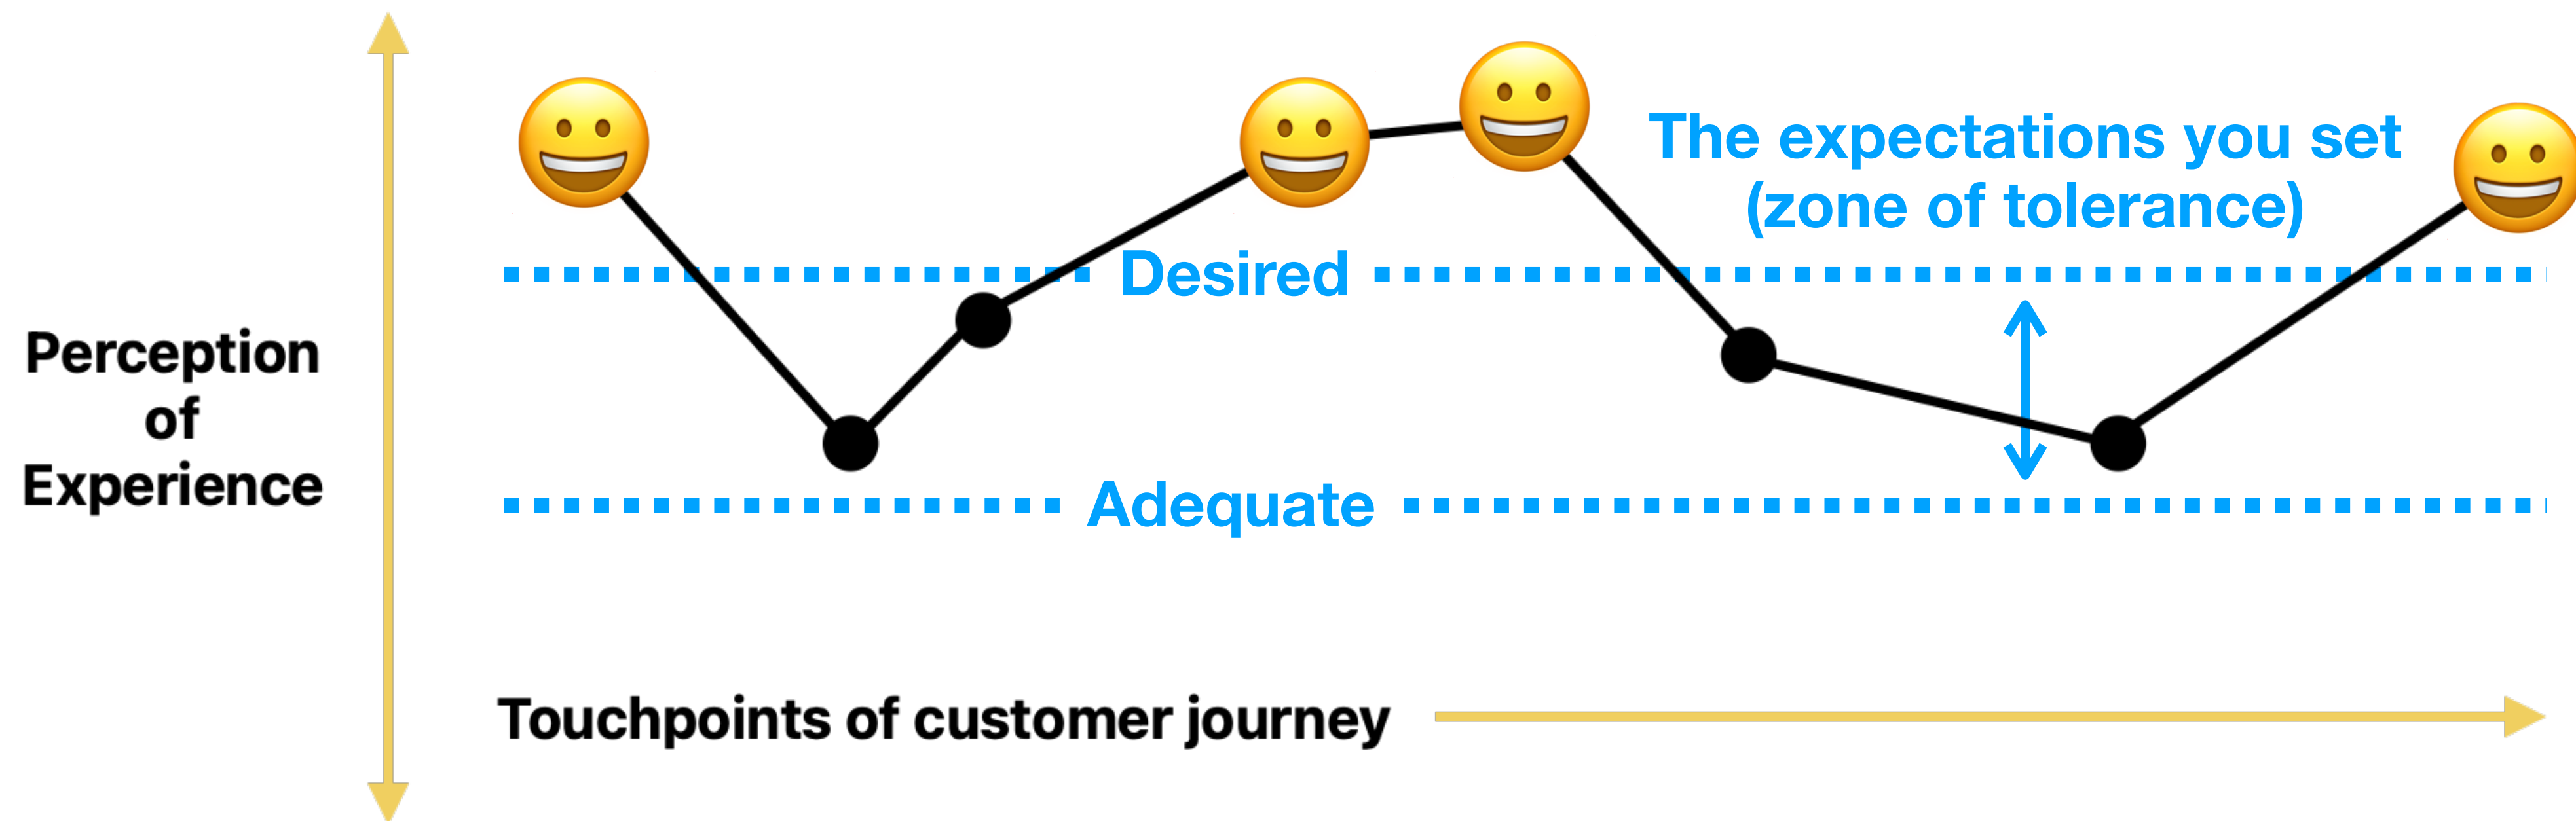 The expectations you set
(zone of tolerance)
Desired
Perception
of
Experience
Adequate
Touchpoints of customer journey